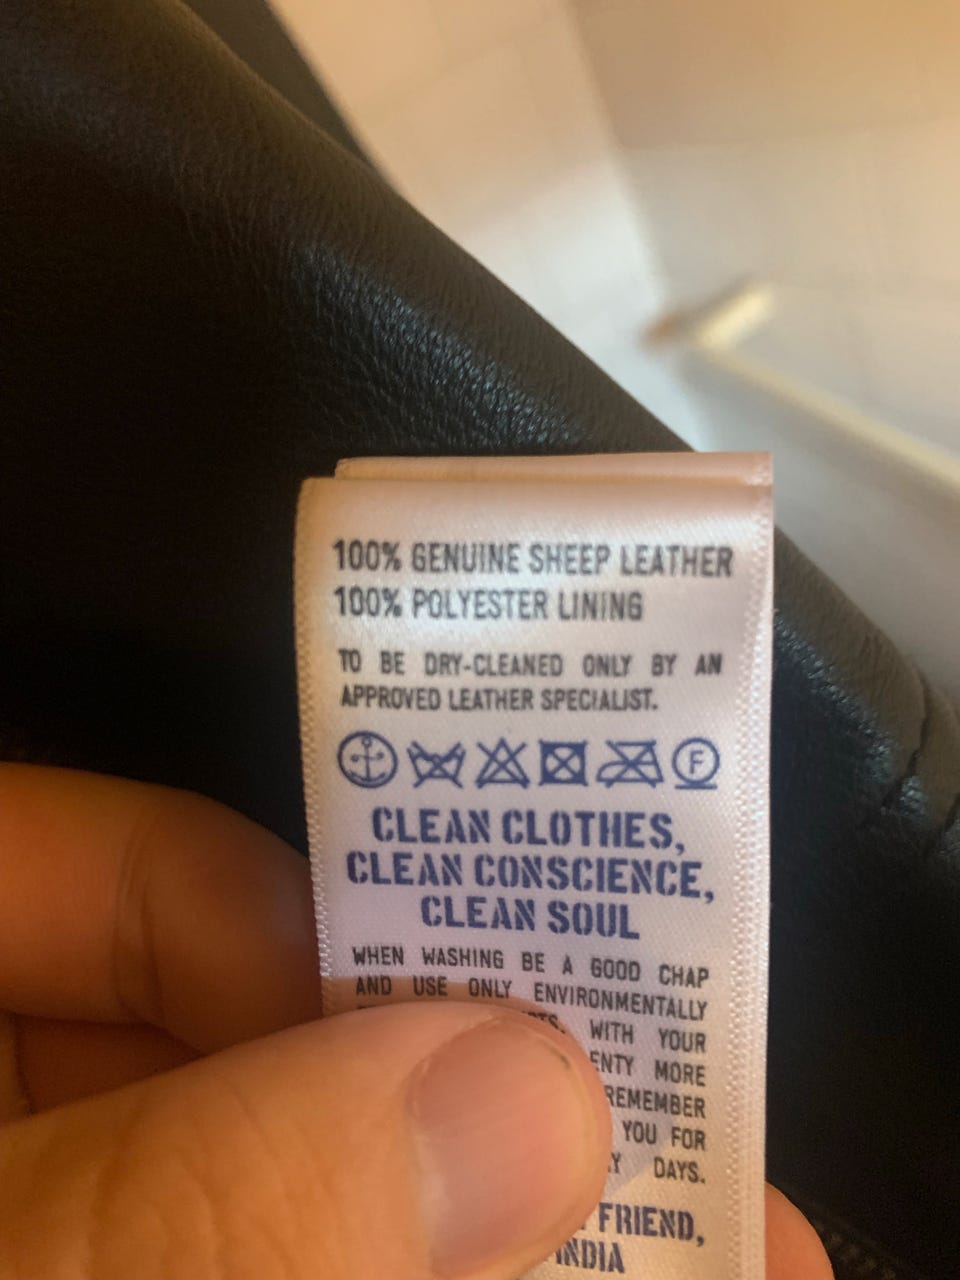 100% GENUINE SHEEP LEATHER
100% POLYESTER LINING
TO BE DRY-CLEANED ONLY BY AN
APPROVED LEATHER SPECIALIST.
F
CLEAN CLOTHES,
CLEAN CONSCIENCE,
CLEAN SOUL
WHEN WASHING BE A GOOD CHAP
AND USE ONLY ENVIRONMENTALLY
WITH YOUR
MORE
REMEMBER
YOU FOR
DAYS.
FRIEND,
INDIA